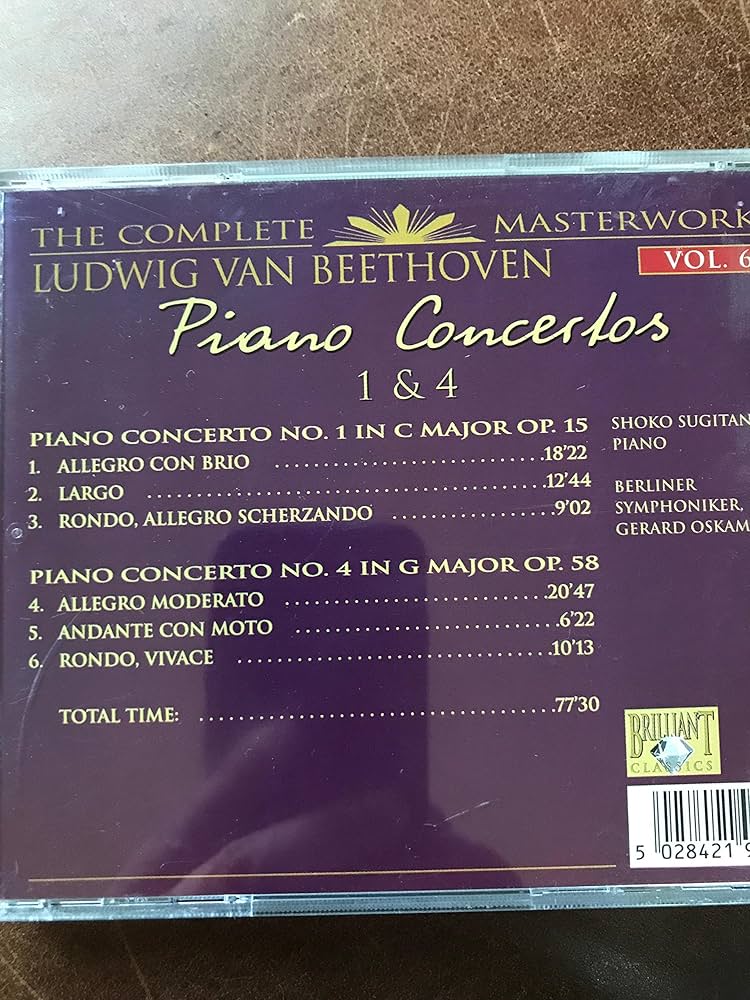 THE COMPLETE MASTERWORK
LUDWIG VAN BEETHOVEN
VOL. 6
Piano Concertos
1 & 4
PIANO CONCERTO NO. 1 IN C MAJOR OP. 15
1. ALLEGRO CON BRIO ........................18'22
2. LARGO ........................12'44
3. RONDO, ALLEGRO SCHERZANDO ........................9'02
PIANO CONCERTO NO. 4 IN G MAJOR OP. 58
4. ALLEGRO MODERATO ........................20'47
5. ANDANTE CON MOTO ........................6'22
6. RONDO, VIVACE ........................10'13
TOTAL TIME: ........................77'30
SHOKO SUGITAN
PIANO
BERLINER
SYMPHONIKER,
GERARD OSKAM
BRILLIANT
CLASSICS
5 028421 9